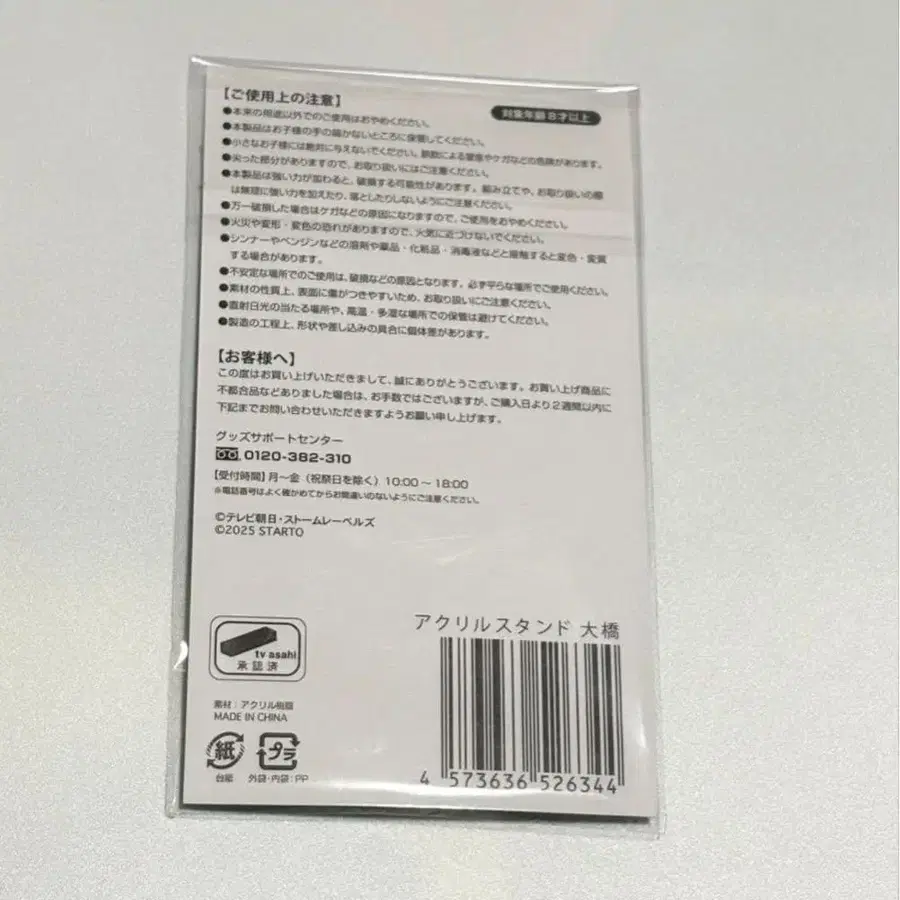 【ご使用上の注意】
対象年齢8才以上
●本来の用途以外でのご使用はおやめください。
●本製品はお子様の手の届かないところに保管してください。
●小さなお子様には絶対に与えないでください。誤飲による窒息やケガなどの危険があります。
●尖った部分がありますので、お取り扱いにはご注意ください。
●本製品は強い力が加わると、破損する可能性があります。組み立てや、お取り扱いの際
は無理に強い力を加えたり、落としたりしないようにご注意ください。
●万一破損した場合はケガなどの原因になりますので、ご使用をおやめください。
●火災や変形・変色の恐れがありますので、火気に近づけないでください。
●シンナーやベンジンなどの溶剤や薬品・化粧品・消毒液などと接触すると変色・変質
する場合があります。
●不安定な場所でのご使用は、破損などの原因となります。必ず平らな場所でご使用ください。
●素材の性質上、表面に傷がつきやすいため、お取り扱いにご注意ください。
●直射日光の当たる場所や、高温・多湿な場所での保管は避けてください。
●製造の工程上、形状や差し込みの具合に個体差があります。
【お客様へ】
この度はお買い上げいただきまして、誠にありがとうございます。お買い上げ商品に
不都合品などありました場合は、お手数ではございますが、ご購入日より2週間以内に
下記までお問い合わせいただきますようお願い申し上げます。
グッズサポートセンター
0120-382-310
【受付時間】月～金（祝祭日を除く）10:00～18:00
※電話番号はよく確かめてからお間違いのないようにご注意ください。
©テレビ朝日・ストームレーベルズ
©2025 STARTO
アクリルスタンド 大橋
tv asahi
承認済
素材：アクリル樹脂
MADE IN CHINA
紙
プラ
台紙
外袋・内袋：PP
4 573636 526344